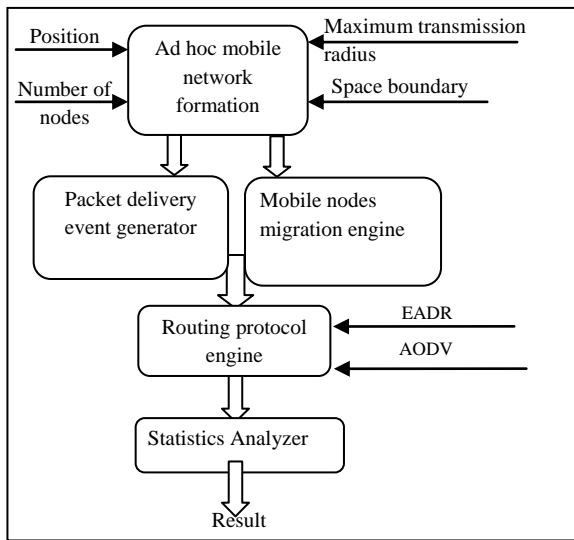 Position
Number of
nodes
Ad hoc mobile
network
formation
Maximum transmission
radius
Space boundary
Packet delivery
event generator
Mobile nodes
migration engine
Routing protocol
engine
EADR
AODV
Statistics Analyzer
Result